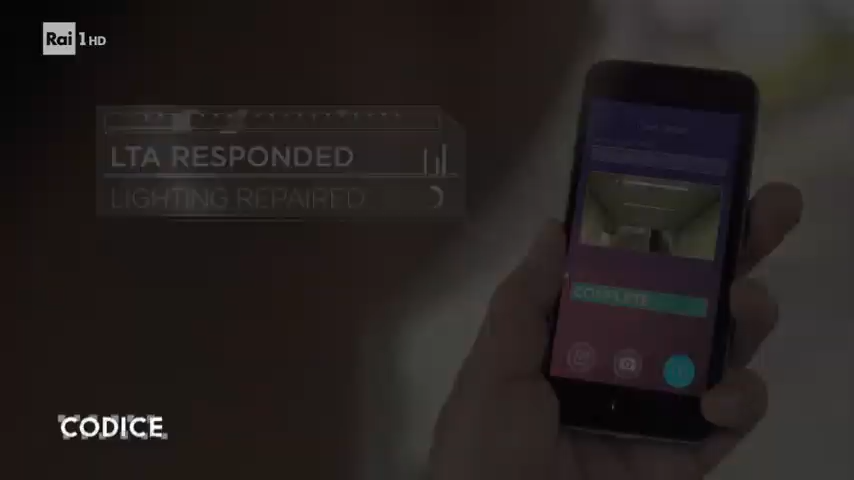 Rai 1 HD
LTA RESPONDED
LIGHTING REPAIRED
COMPLETE
CODICE